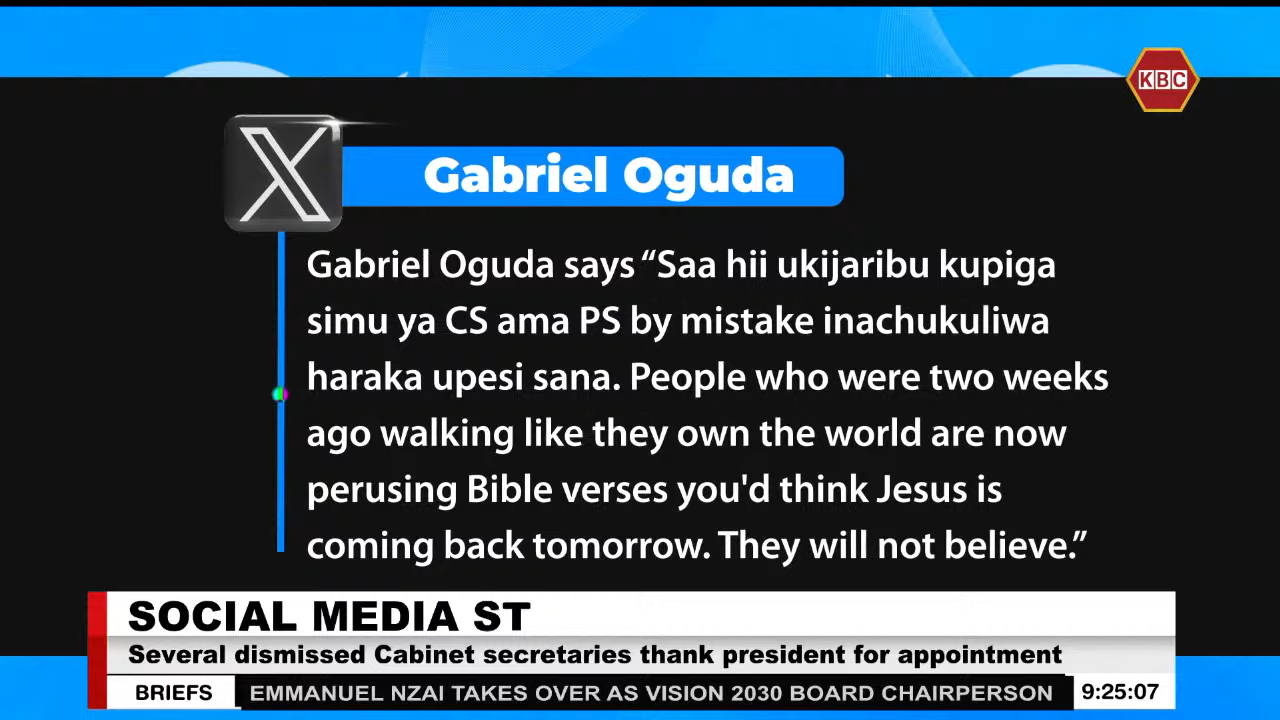 KBC
Gabriel Oguda
Gabriel Oguda says “Saa hii ukijaribu kupiga
simu ya CS ama PS by mistake inachukuliwa
haraka upesi sana. People who were two weeks
ago walking like they own the world are now
perusing Bible verses you'd think Jesus is
coming back tomorrow. They will not believe.”
SOCIAL MEDIA ST
Several dismissed Cabinet secretaries thank president for appointment
BRIEFS EMMANUEL NZAI TAKES OVER AS VISION 2030 BOARD CHAIRPERSON 9:25:07